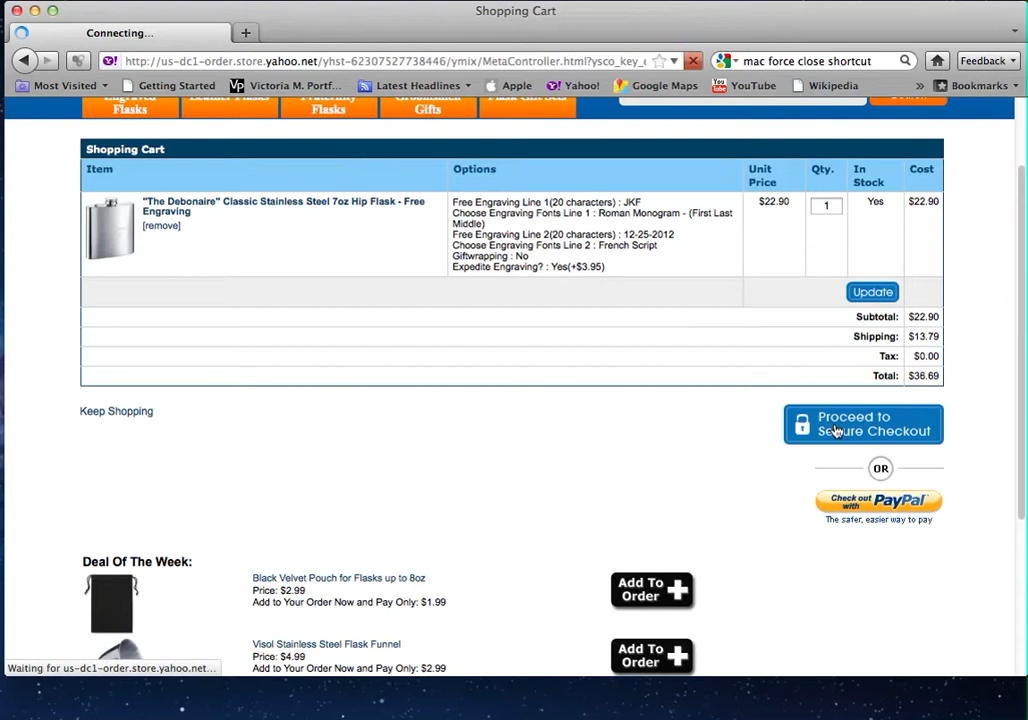 Shopping Cart
Connecting...
http://us-dc1-order.store.yahoo.net/yhst-62307527738446/ymix/MetaController.html?ysco_key_
mac force close shortcut
Feedback
Most Visited
Getting Started
Victoria M. Portf...
Latest Headlines
Apple
Yahoo!
Google Maps
YouTube
Wikipedia
»
Bookmarks
Flasks
Flasks
Gifts
Shopping Cart
Item
Options
Unit Price
Qty.
In Stock
Cost
"The Debonaire" Classic Stainless Steel 7oz Hip Flask - Free
Engraving
[remove]
Free Engraving Line 1(20 characters) : JKF
Choose Engraving Fonts Line 1 : Roman Monogram - (First Last
Middle)
Free Engraving Line 2(20 characters) : 12-25-2012
Choose Engraving Fonts Line 2 : French Script
Giftwrapping : No
Expedite Engraving? : Yes(+$3.95)
$22.90
1
Yes
$22.90
Update
Subtotal: $22.90
Shipping: $13.79
Tax: $0.00
Total: $36.69
Keep Shopping
Proceed to
Secure Checkout
OR
Check out with PayPal
The safer, easier way to pay
Deal Of The Week:
Black Velvet Pouch for Flasks up to 8oz
Price: $2.99
Add to Your Order Now and Pay Only: $1.99
Add To
Order
Visol Stainless Steel Flask Funnel
Price: $4.99
Add to Your Order Now and Pay Only: $2.99
Add To
Order
Waiting for us-dc1-order.store.yahoo.net...